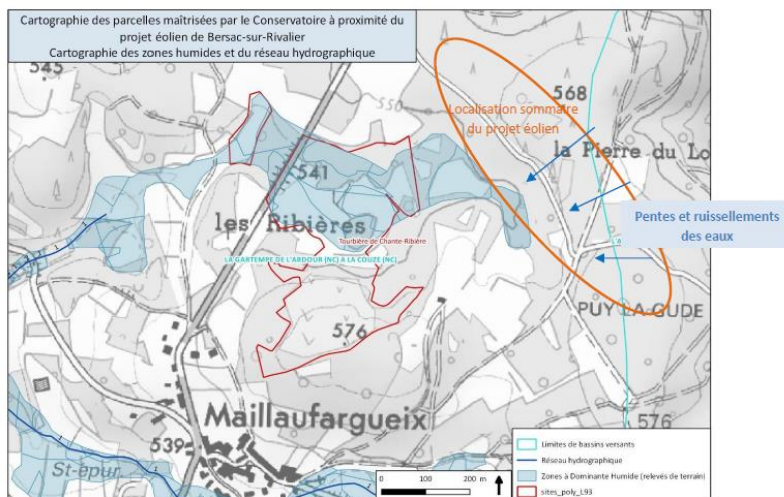 Cartographie des parcelles maîtrisées par le Conservatoire à proximité du
projet éolien de Bersac-sur-Rivalier
Cartographie des zones humides et du réseau hydrographique
545
550
568
Localisation sommaire
du projet éolien
la Pierre du Lo
541
les Ribières
Tourbière de Chante-Ribière
LA GARTEMPE DE L'ARDOUR (NC) A LA COUZE (NC)
Pentes et ruissellements
des eaux
PUY LA GUDE
576
Maillaufargueix
576
539
St-épur.
0 100 200 m
Limites de bassins versants
Réseau hydrographique
Zones à Dominante Humide (relevés de terrain)
sites_poly_L93